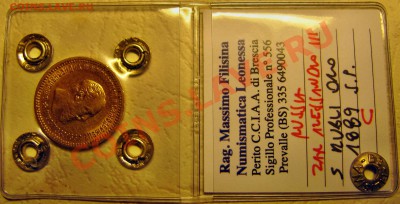 Rag. Massimo Filisina
Numismatica Leonessa
Perito C.C.I.A.A. di Brescia
Sigillo Professionale n° 556
Prevalle (BS) 335 6490043
RUSSIA
ZAR ALESSANDRO III
5 RUBLI ORO
1889 S.P.
C